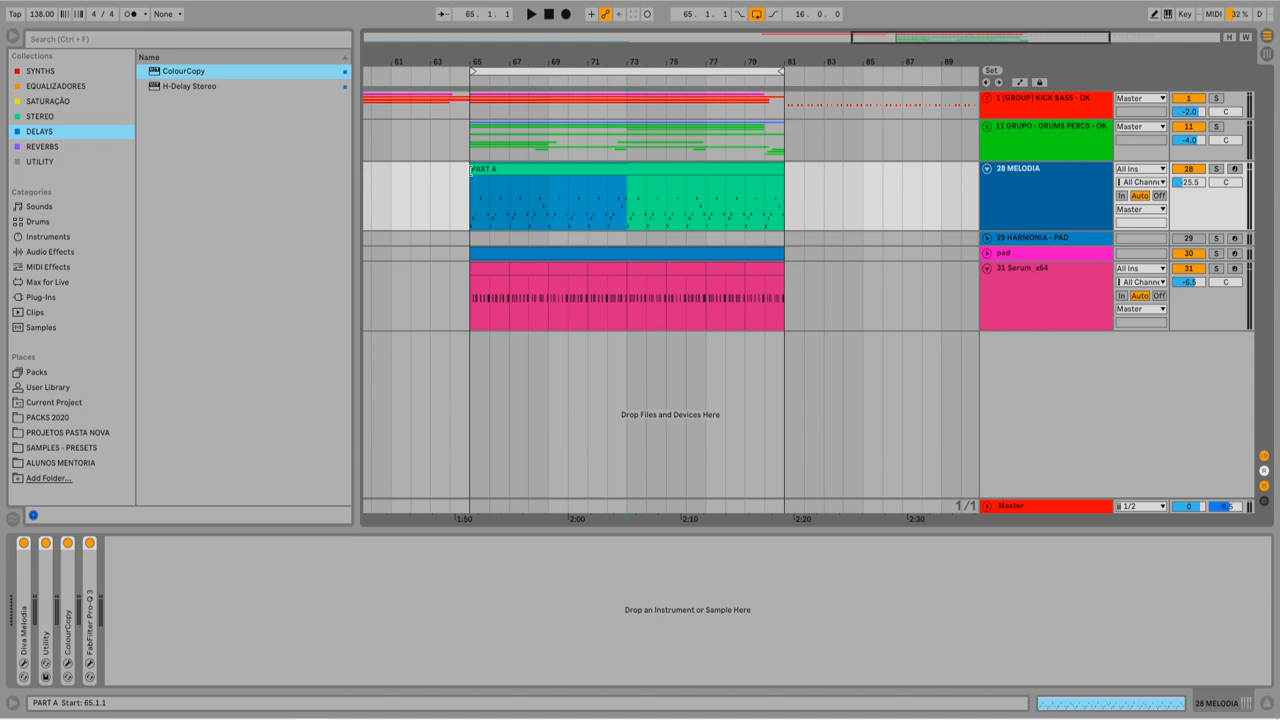 Tap 138.00 4 / 4 None 65. 1. 1 65. 1. 1 16. 0. 0 Key MIDI 32 % D
Search (Ctrl + F)
H W
Collections
SYNTHS
EQUALIZADORES
SATURAÇÃO
STEREO
DELAYS
REVERBS
UTILITY
Categories
Sounds
Drums
Instruments
Audio Effects
MIDI Effects
Max for Live
Plug-Ins
Clips
Samples
Places
Packs
User Library
Current Project
PACKS 2020
PROJETOS PASTA NOVA
SAMPLES - PRESETS
ALUNOS MENTORIA
Add Folder...
Name
ColourCopy
H-Delay Stereo
61 63 65 67 69 71 73 75 77 79 81 83 85 87 89
Set
1 [GROUP] KICK BASS - OK Master 1 S
-2.0 C
11 GRUPO - DRUMS PERCS - OK Master 11 S
-4.0 C
PART A
28 MELODIA All Ins 28 S
All Channe -25.5 C
In Auto Off
Master
29 HARMONIA - PAD 29 S
pad 30 S
31 Serum_x64 All Ins 31 S
All Channe -6.5 C
In Auto Off
Master
Drop Files and Devices Here
1/1
Master 1/2 0
1:50 2:00 2:10 2:20 2:30
Diva Melodia
Utility
ColourCopy
FabFilter Pro-Q 3
Drop an Instrument or Sample Here
PART A Start: 65.1.1
28 MELODIA